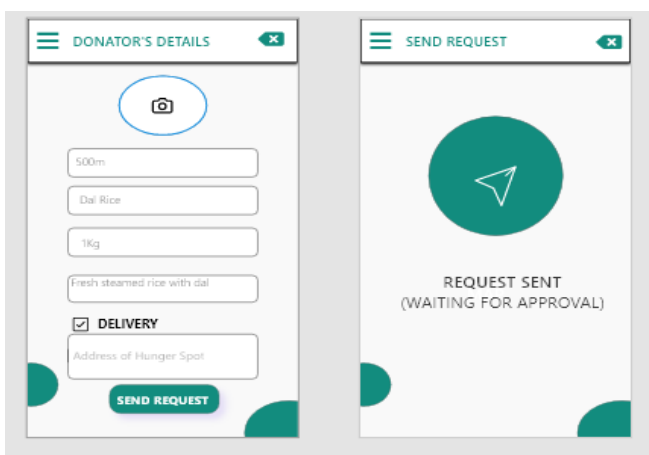 DONATOR'S DETAILS
500m
Dal Rice
1Kg
Fresh steamed rice with dal
DELIVERY
Address of Hunger Spot
SEND REQUEST
SEND REQUEST
REQUEST SENT
(WAITING FOR APPROVAL)